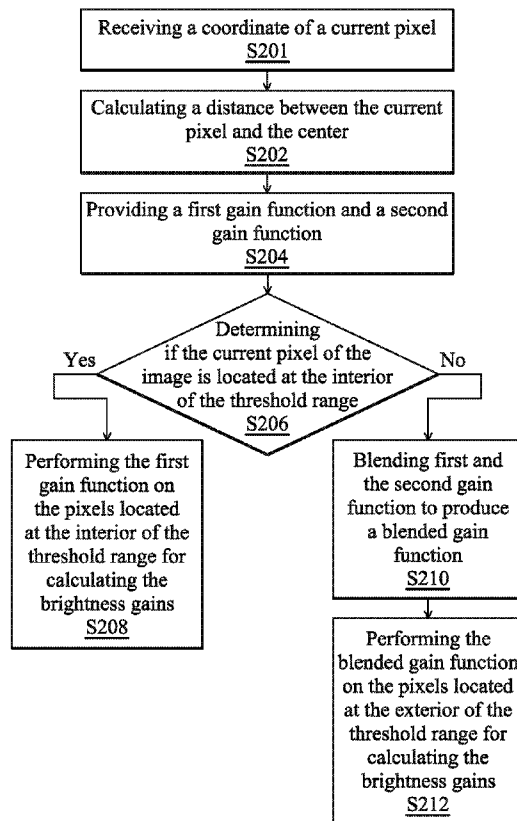 Receiving a coordinate of a current pixel
S201
Calculating a distance between the current
pixel and the center
S202
Providing a first gain function and a second
gain function
S204
Determining
if the current pixel of the
image is located at the interior
of the threshold range
S206
Yes
No
Performing the first
gain function on
the pixels located
at the interior of the
threshold range for
calculating the
brightness gains
S208
Blending first and
the second gain
function to produce
a blended gain
function
S210
Performing the
blended gain function
on the pixels located
at the exterior of the
threshold range for
calculating the
brightness gains
S212